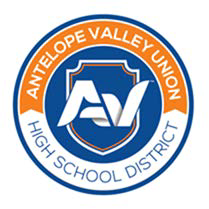 ANTELOPE VALLEY UNION
AV
HIGH SCHOOL DISTRICT